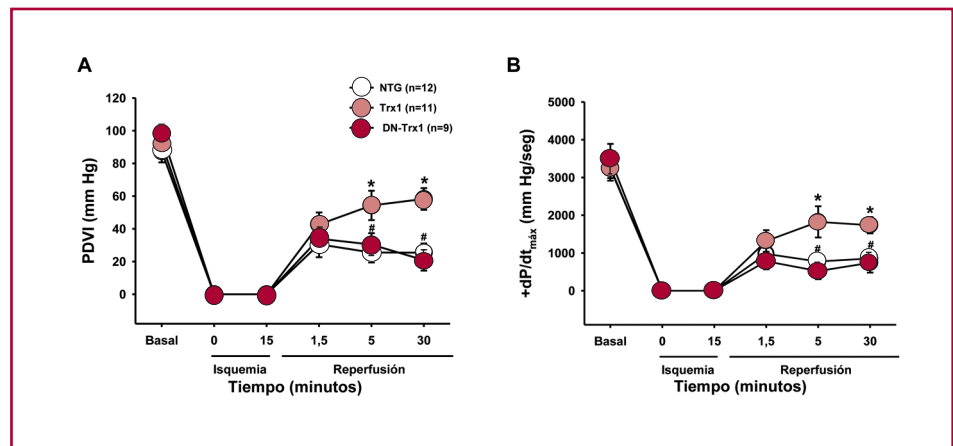 A
NTG (n=12)
Trx1 (n=11)
DN-Trx1 (n=9)
PDVI (mm Hg)
120
100
80
60
40
20
0
*
*
#
#
Basal
0
15
1,5
5
30
Isquemia
Reperfusión
Tiempo (minutos)
B
+dP/dtmáx (mm Hg/seg)
5000
4000
3000
2000
1000
0
*
*
#
#
Basal
0
15
1,5
5
30
Isquemia
Reperfusión
Tiempo (minutos)